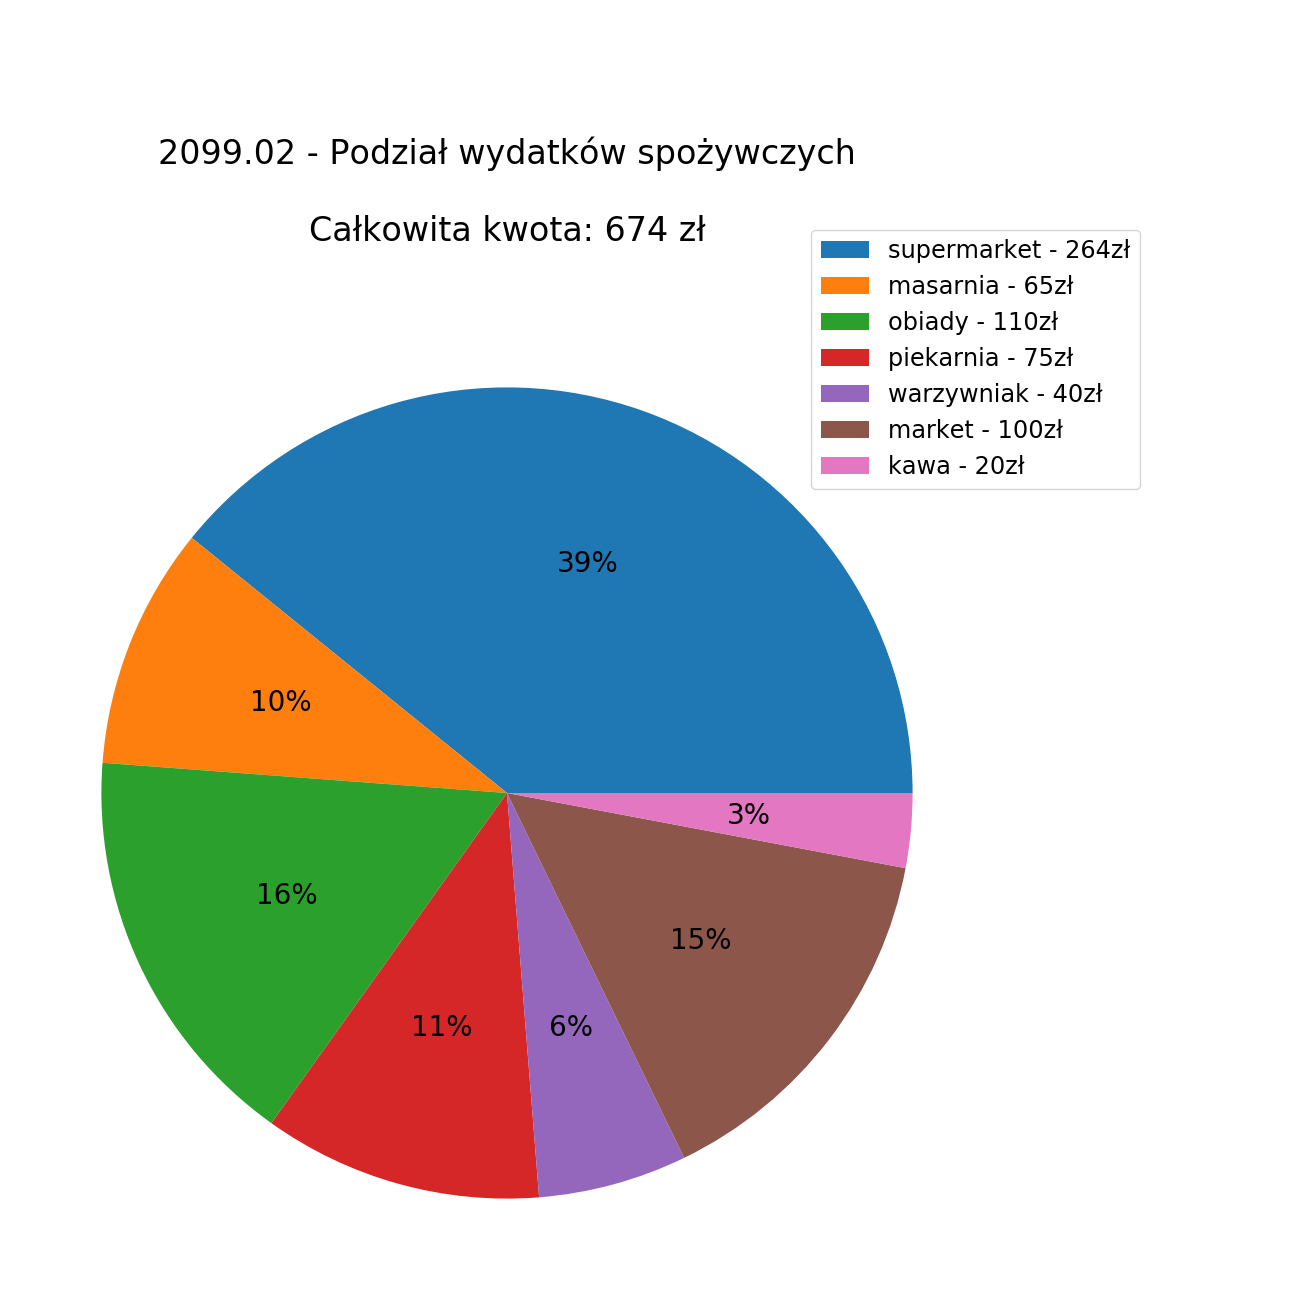 2099.02 - Podział wydatków spożywczych
Całkowita kwota: 674 zł
supermarket - 264zł
masarnia - 65zł
obiady - 110zł
piekarnia - 75zł
warzywniak - 40zł
market - 100zł
kawa - 20zł
39%
10%
3%
16%
15%
11%
6%